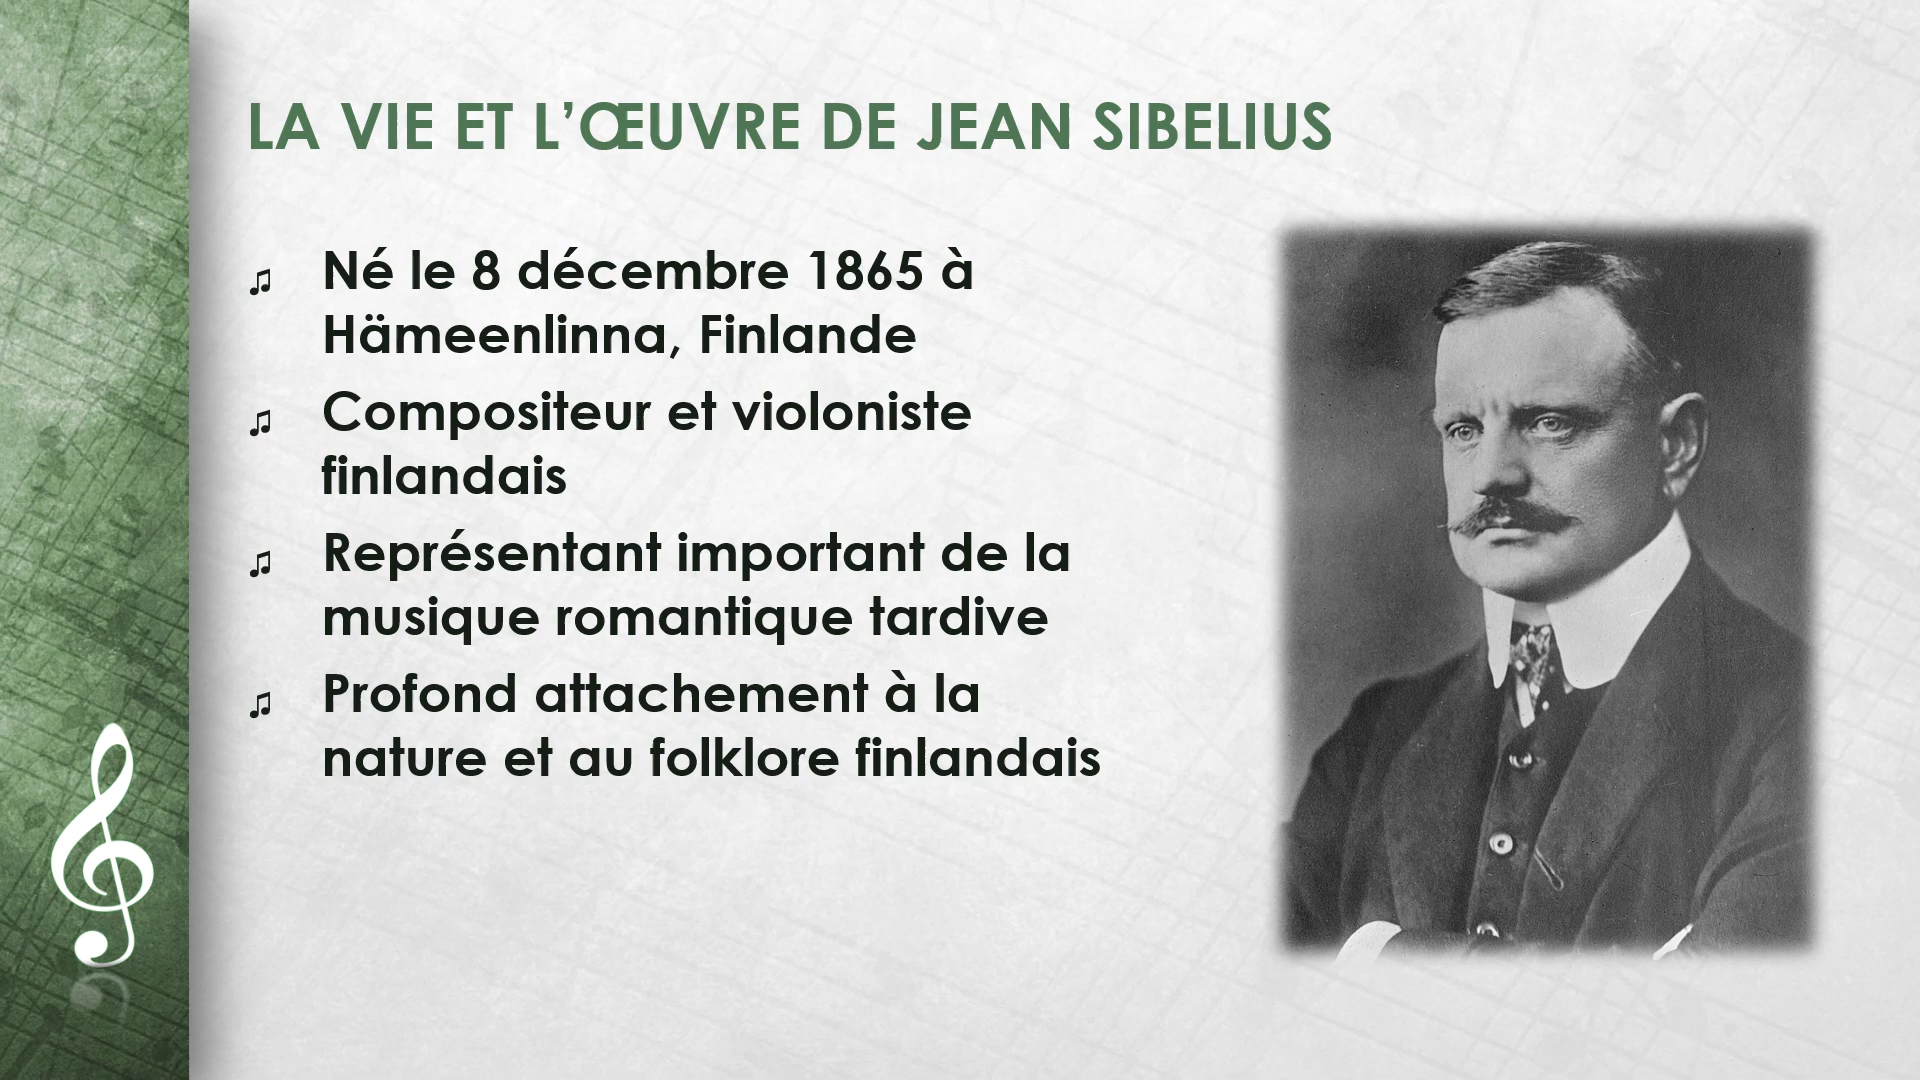 LA VIE ET L’ŒUVRE DE JEAN SIBELIUS
♫ Né le 8 décembre 1865 à
Hämeenlinna, Finlande
♫ Compositeur et violoniste
finlandais
♫ Représentant important de la
musique romantique tardive
♫ Profond attachement à la
nature et au folklore finlandais